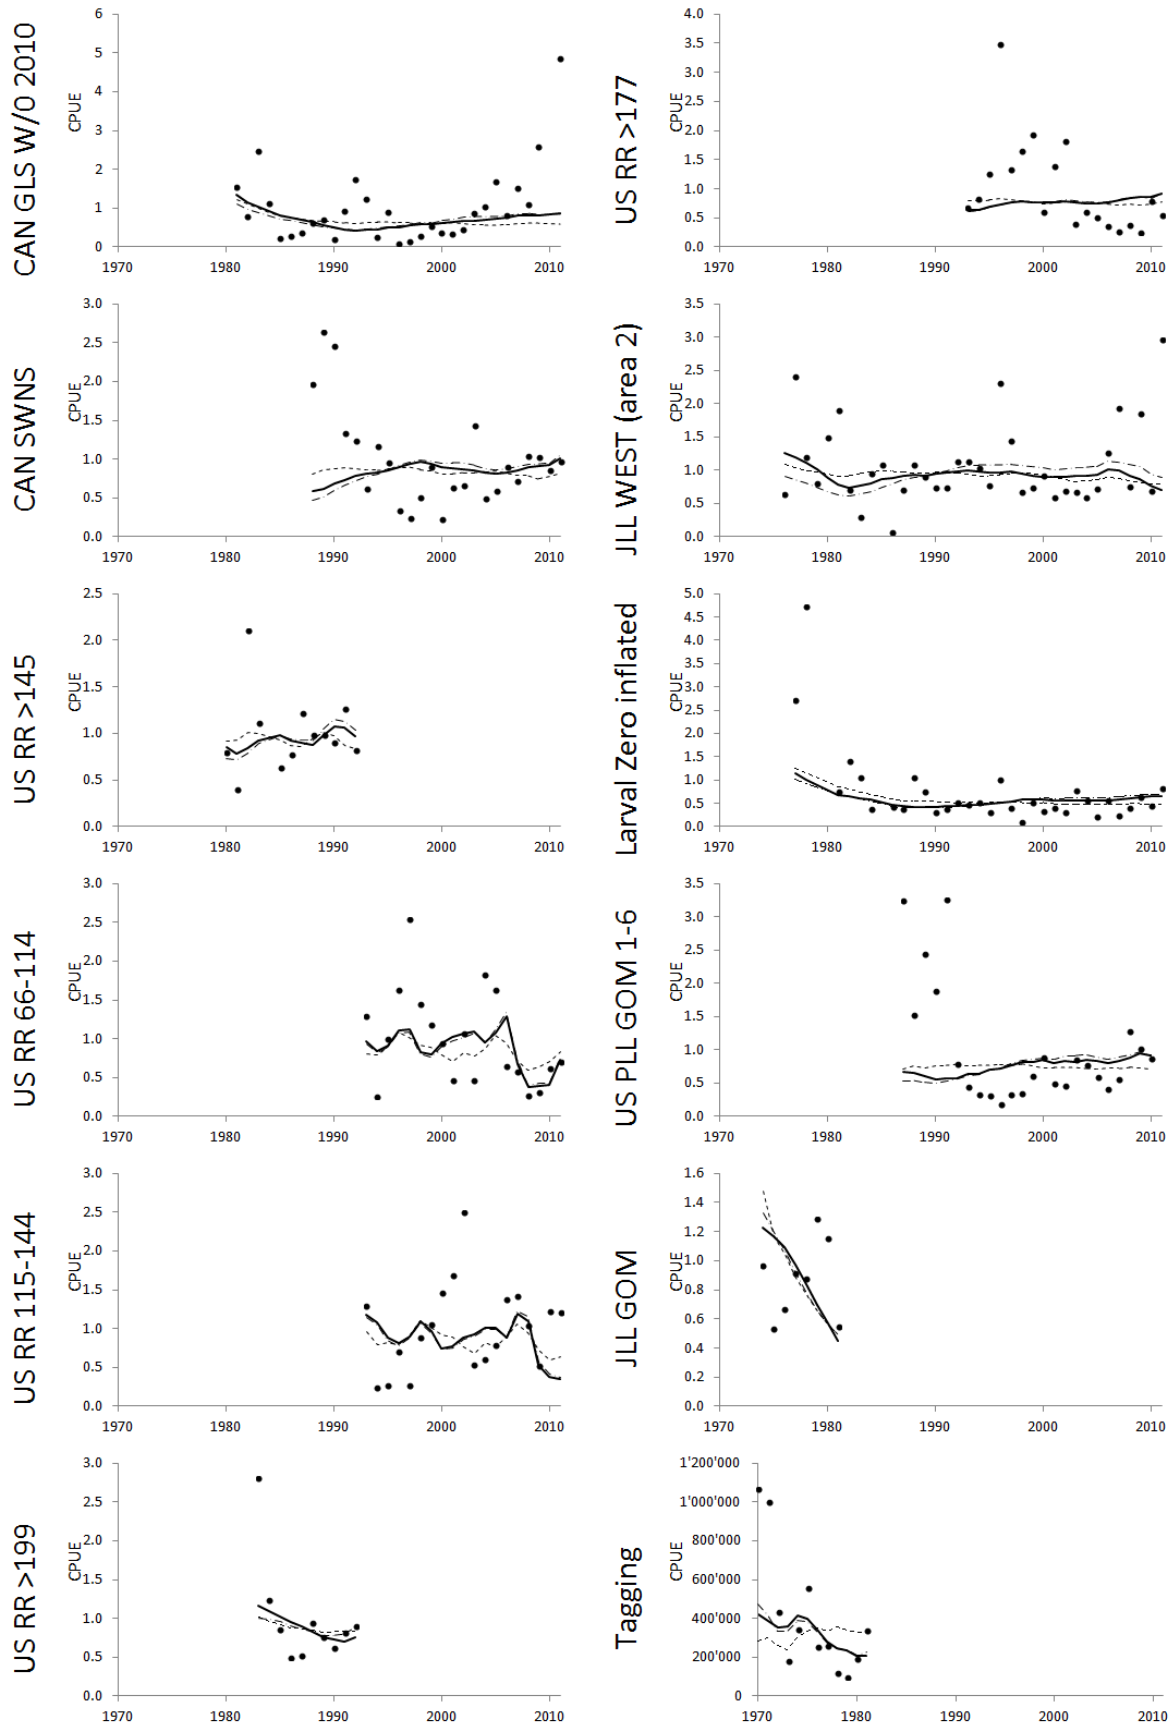 CAN GLS W/0 2010
CPUE
6
5
4
3
2
1
0
1970 1980 1990 2000 2010
US RR >177
CPUE
4.0
3.5
3.0
2.5
2.0
1.5
1.0
0.5
0.0
1970 1980 1990 2000 2010
CAN SWNS
CPUE
3.0
2.5
2.0
1.5
1.0
0.5
0.0
1970 1980 1990 2000 2010
JLL WEST (area 2)
CPUE
3.5
3.0
2.5
2.0
1.5
1.0
0.5
0.0
1970 1980 1990 2000 2010
US RR >145
CPUE
2.5
2.0
1.5
1.0
0.5
0.0
1970 1980 1990 2000 2010
Larval Zero inflated
CPUE
5.0
4.5
4.0
3.5
3.0
2.5
2.0
1.5
1.0
0.5
0.0
1970 1980 1990 2000 2010
US RR 66-114
CPUE
3.0
2.5
2.0
1.5
1.0
0.5
0.0
1970 1980 1990 2000 2010
US PLL GOM 1-6
CPUE
3.5
3.0
2.5
2.0
1.5
1.0
0.5
0.0
1970 1980 1990 2000 2010
US RR 115-144
CPUE
3.0
2.5
2.0
1.5
1.0
0.5
0.0
1970 1980 1990 2000 2010
JLL GOM
CPUE
1.6
1.4
1.2
1.0
0.8
0.6
0.4
0.2
0.0
1970 1980 1990 2000 2010
US RR >199
CPUE
3.0
2.5
2.0
1.5
1.0
0.5
0.0
1970 1980 1990 2000 2010
Tagging
CPUE
1'200'000
1'000'000
800'000
600'000
400'000
200'000
0
1970 1980 1990 2000 2010